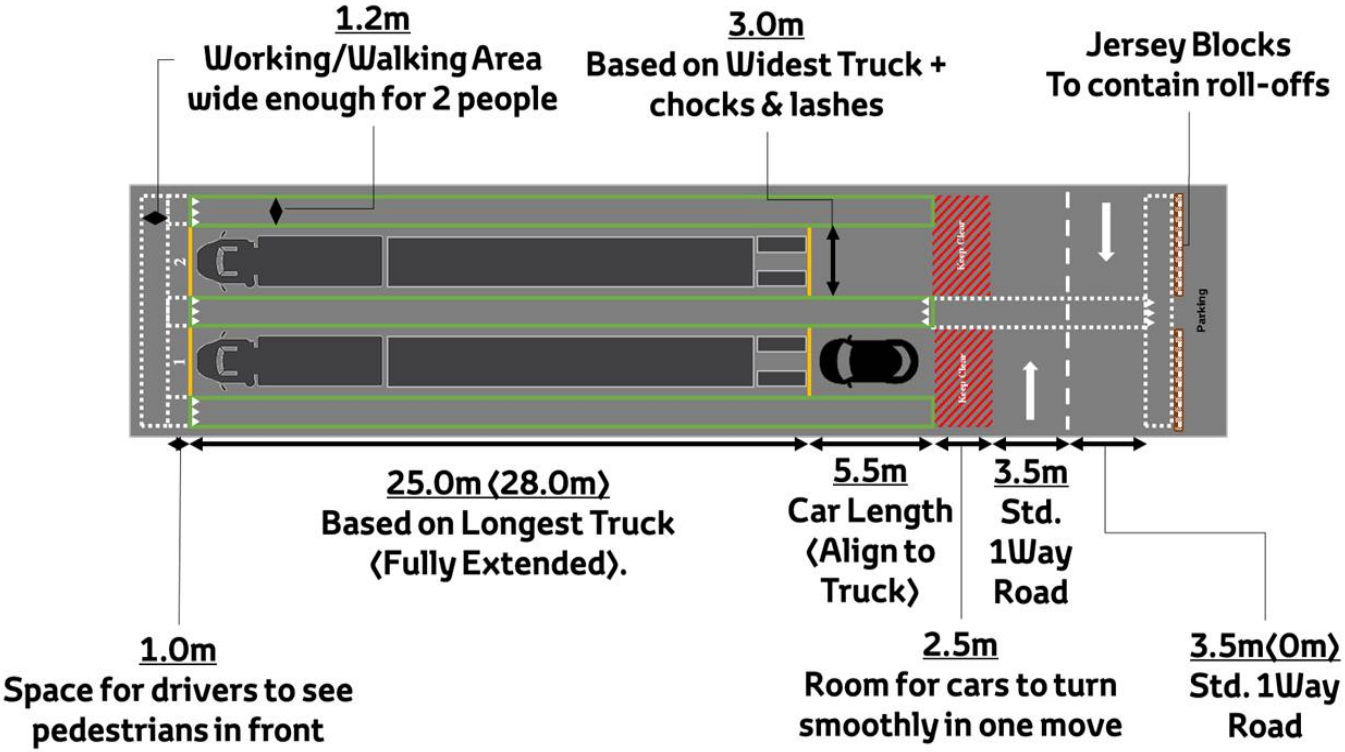 1.2m
Working/Walking Area
wide enough for 2 people
3.0m
Based on Widest Truck +
chocks & lashes
Jersey Blocks
To contain roll-offs
2
1
Keep Clear
Keep Clear
Parking
25.0m (28.0m)
Based on Longest Truck
(Fully Extended).
5.5m
Car Length
(Align to
Truck)
3.5m
Std.
1Way
Road
1.0m
Space for drivers to see
pedestrians in front
2.5m
Room for cars to turn
smoothly in one move
3.5m(0m)
Std. 1Way
Road